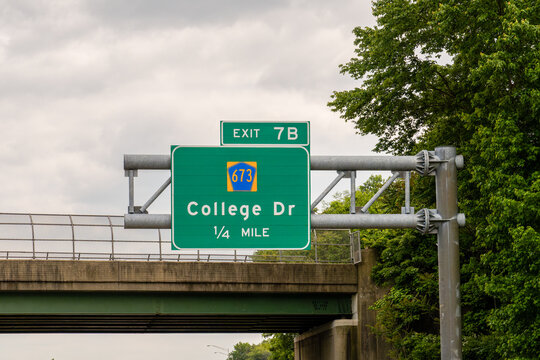 EXIT 7B
673
College Dr
1/4 MILE